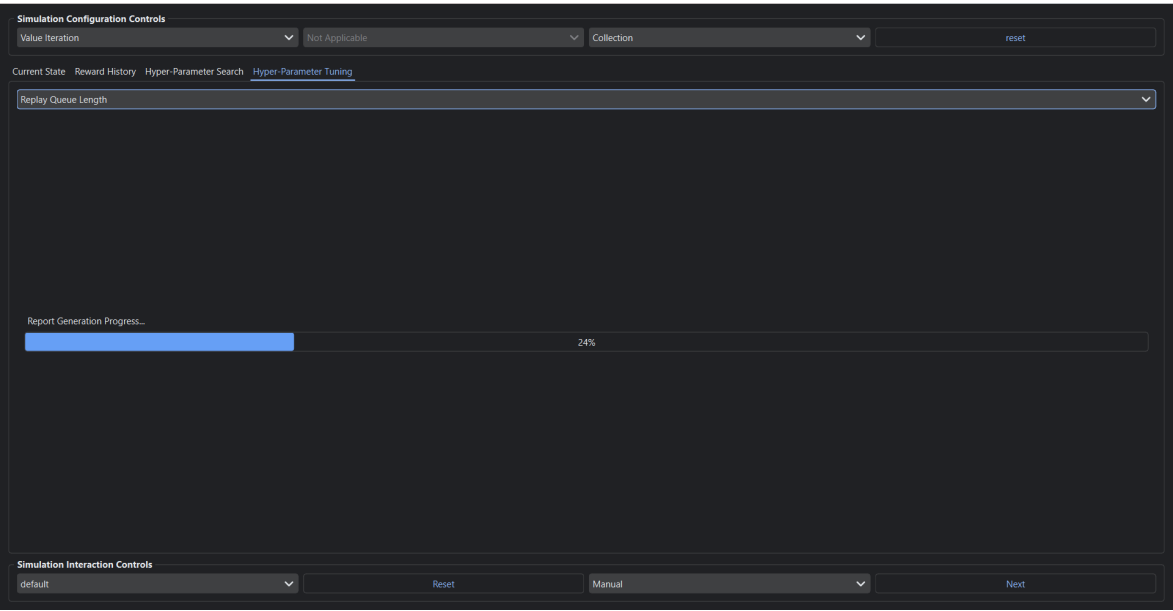 Simulation Configuration Controls
Value Iteration Not Applicable Collection reset
Current State Reward History Hyper-Parameter Search Hyper-Parameter Tuning
Replay Queue Length
Report Generation Progress...
24%
Simulation Interaction Controls
default Reset Manual Next